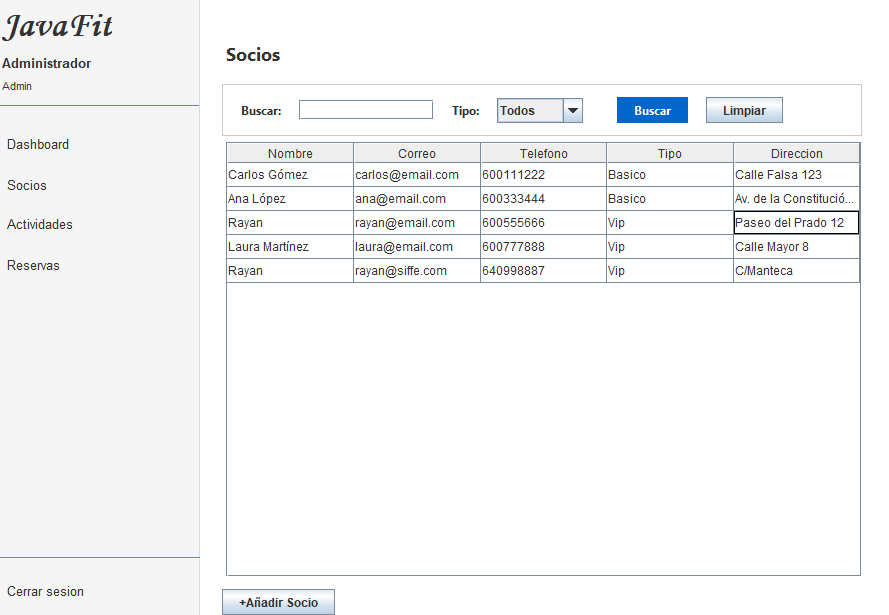 JavaFit
Administrador
Admin
Dashboard
Socios
Actividades
Reservas
Cerrar sesion
Socios
Buscar: Tipo: Todos Buscar Limpiar
Nombre Correo Telefono Tipo Direccion
Carlos Gómez carlos@email.com 600111222 Basico Calle Falsa 123
Ana López ana@email.com 600333444 Basico Av. de la Constitució...
Rayan rayan@email.com 600555666 Vip Paseo del Prado 12
Laura Martínez laura@email.com 600777888 Vip Calle Mayor 8
Rayan rayan@siffe.com 640998887 Vip C/Manteca
+Añadir Socio